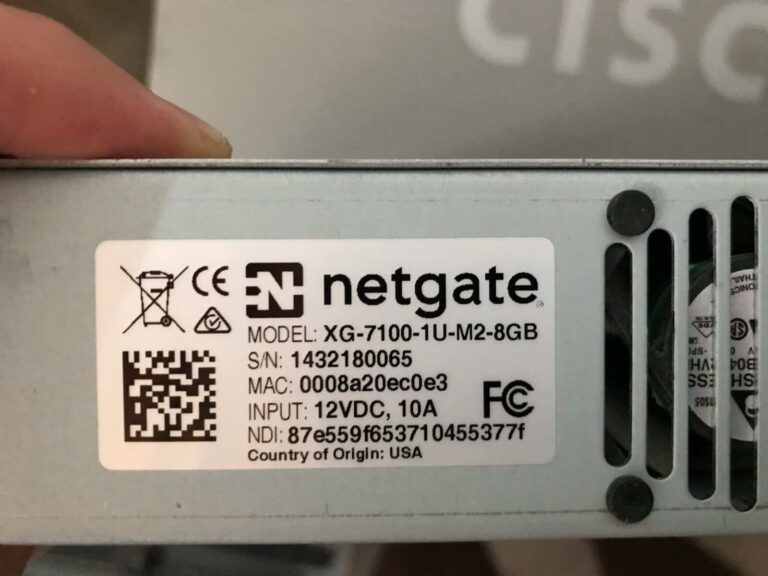 CISC
netgate
MODEL: XG-7100-1U-M2-8GB
S/N: 1432180065
MAC: 0008a20ec0e3
INPUT: 12VDC, 10A
FC
NDI: 87e559f653710455377f
Country of Origin: USA
CE
N